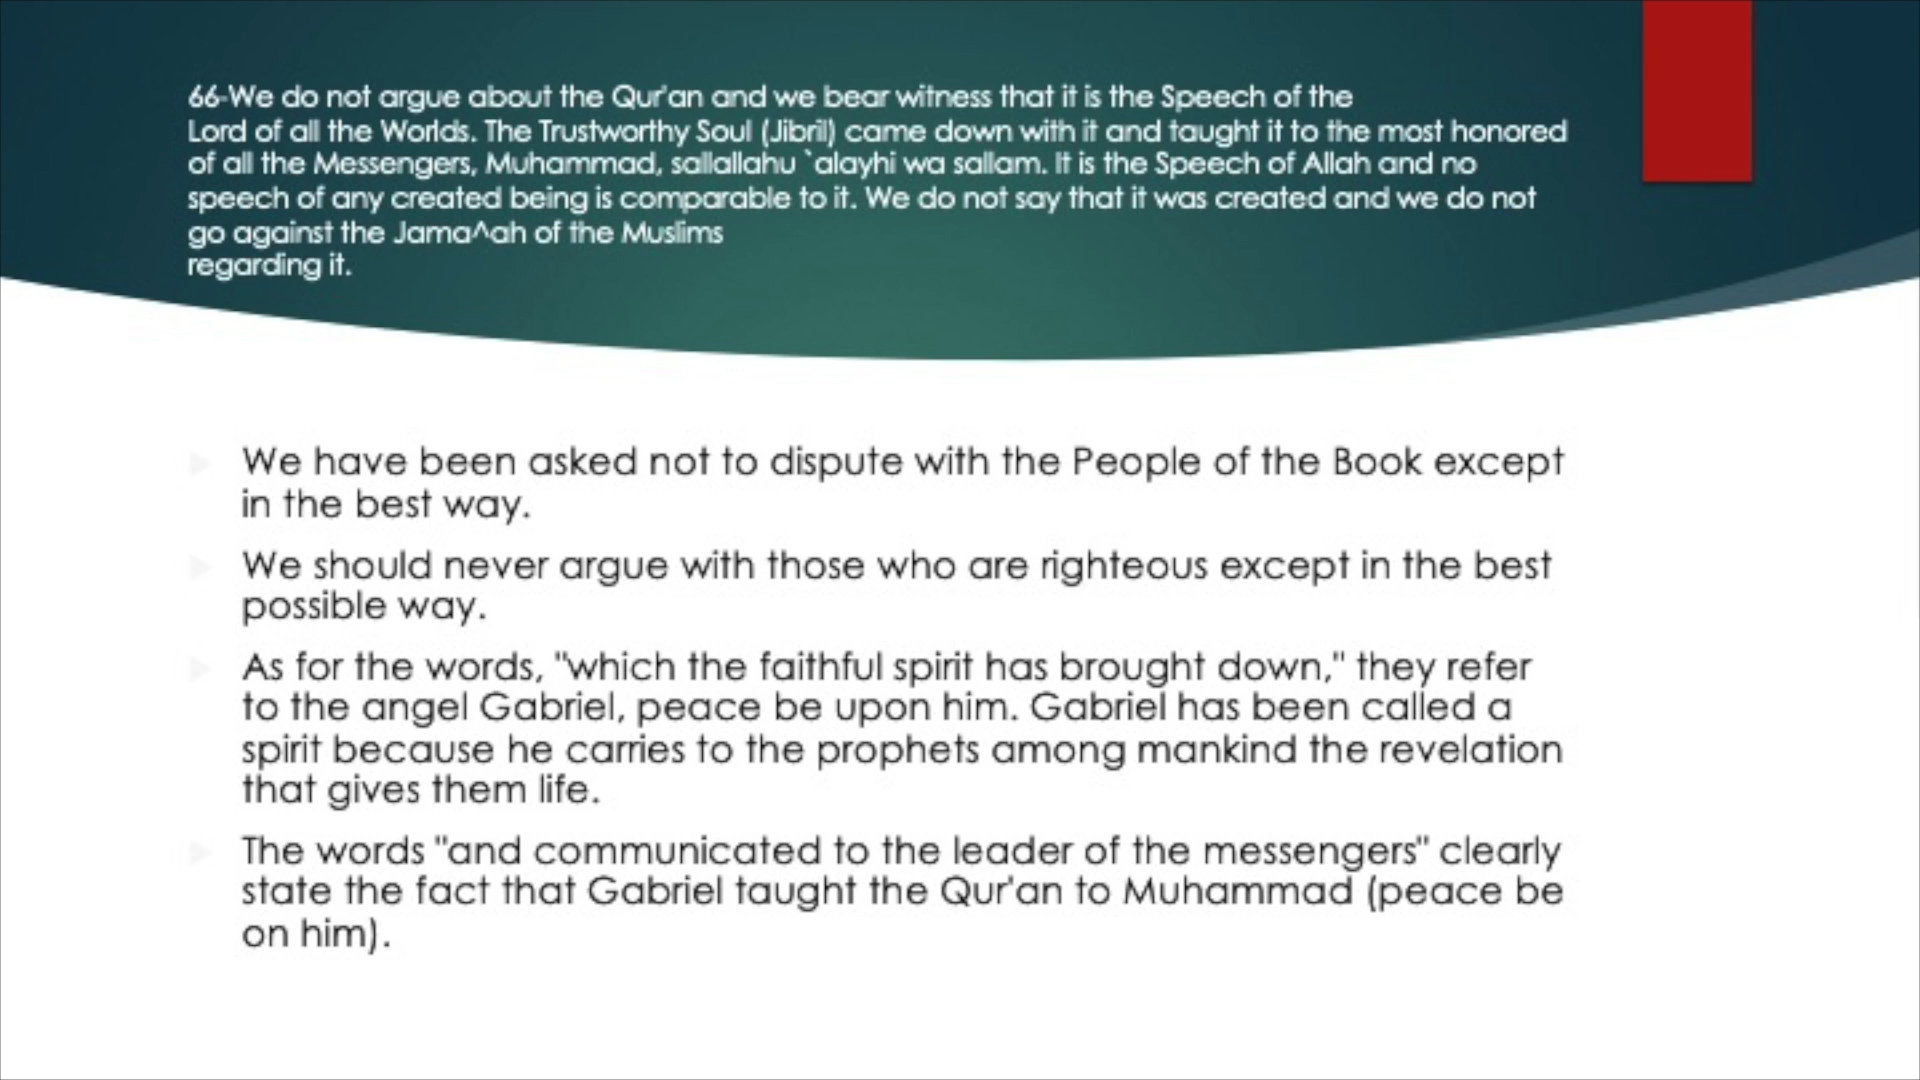 66-We do not argue about the Qur'an and we bear witness that it is the Speech of the
Lord of all the Worlds. The Trustworthy Soul (Jibril) came down with it and taught it to the most honored
of all the Messengers, Muhammad, sallallahu `alayhi wa sallam. It is the Speech of Allah and no
speech of any created being is comparable to it. We do not say that it was created and we do not
go against the Jama^ah of the Muslims
regarding it.
We have been asked not to dispute with the People of the Book except
in the best way.
We should never argue with those who are righteous except in the best
possible way.
As for the words, "which the faithful spirit has brought down," they refer
to the angel Gabriel, peace be upon him. Gabriel has been called a
spirit because he carries to the prophets among mankind the revelation
that gives them life.
The words "and communicated to the leader of the messengers" clearly
state the fact that Gabriel taught the Qur'an to Muhammad (peace be
on him).